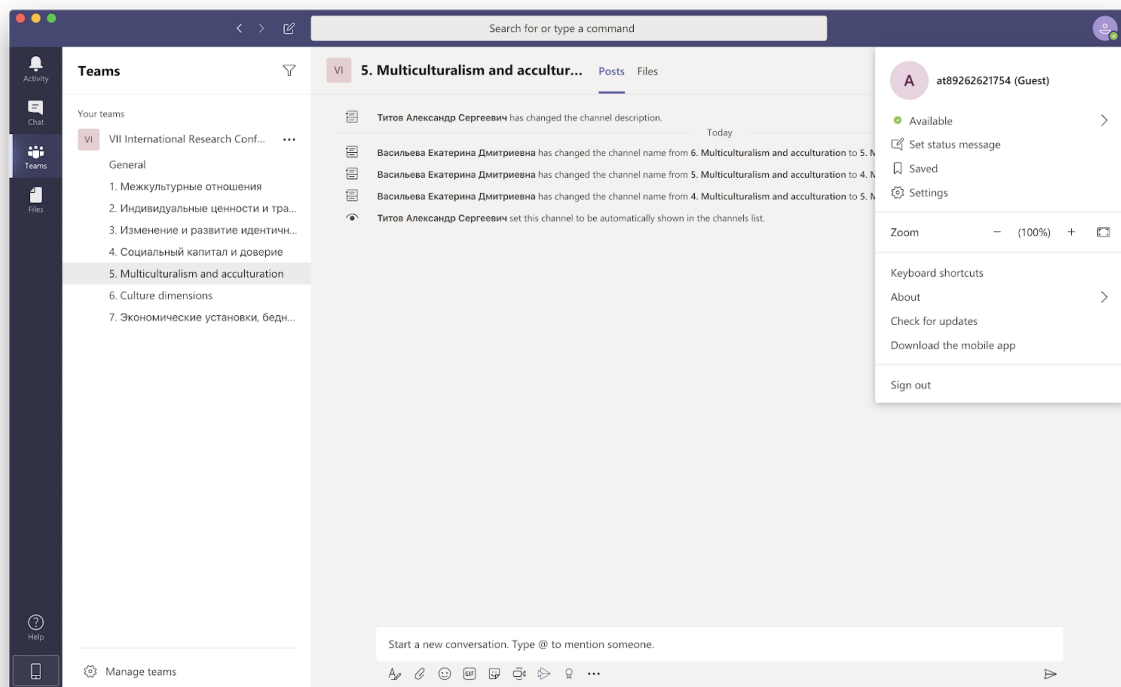 Search for or type a command
Activity
Chat
Teams
Files
Help
Teams
Your teams
VI VII International Research Conf...
General
1. Межкультурные отношения
2. Индивидуальные ценности и тра...
3. Изменение и развитие идентичн...
4. Социальный капитал и доверие
5. Multiculturalism and acculturation
6. Culture dimensions
7. Экономические установки, бедн...
Manage teams
VI 5. Multiculturalism and accultur... Posts Files
Титов Александр Сергеевич has changed the channel description.
Today
Васильева Екатерина Дмитриевна has changed the channel name from 6. Multiculturalism and acculturation to 5. M
Васильева Екатерина Дмитриевна has changed the channel name from 5. Multiculturalism and acculturation to 4. M
Васильева Екатерина Дмитриевна has changed the channel name from 4. Multiculturalism and acculturation to 5. M
Титов Александр Сергеевич set this channel to be automatically shown in the channels list.
Start a new conversation. Type @ to mention someone.
GIF
A at89262621754 (Guest)
Available
Set status message
Saved
Settings
Zoom − (100%) +
Keyboard shortcuts
About
Check for updates
Download the mobile app
Sign out